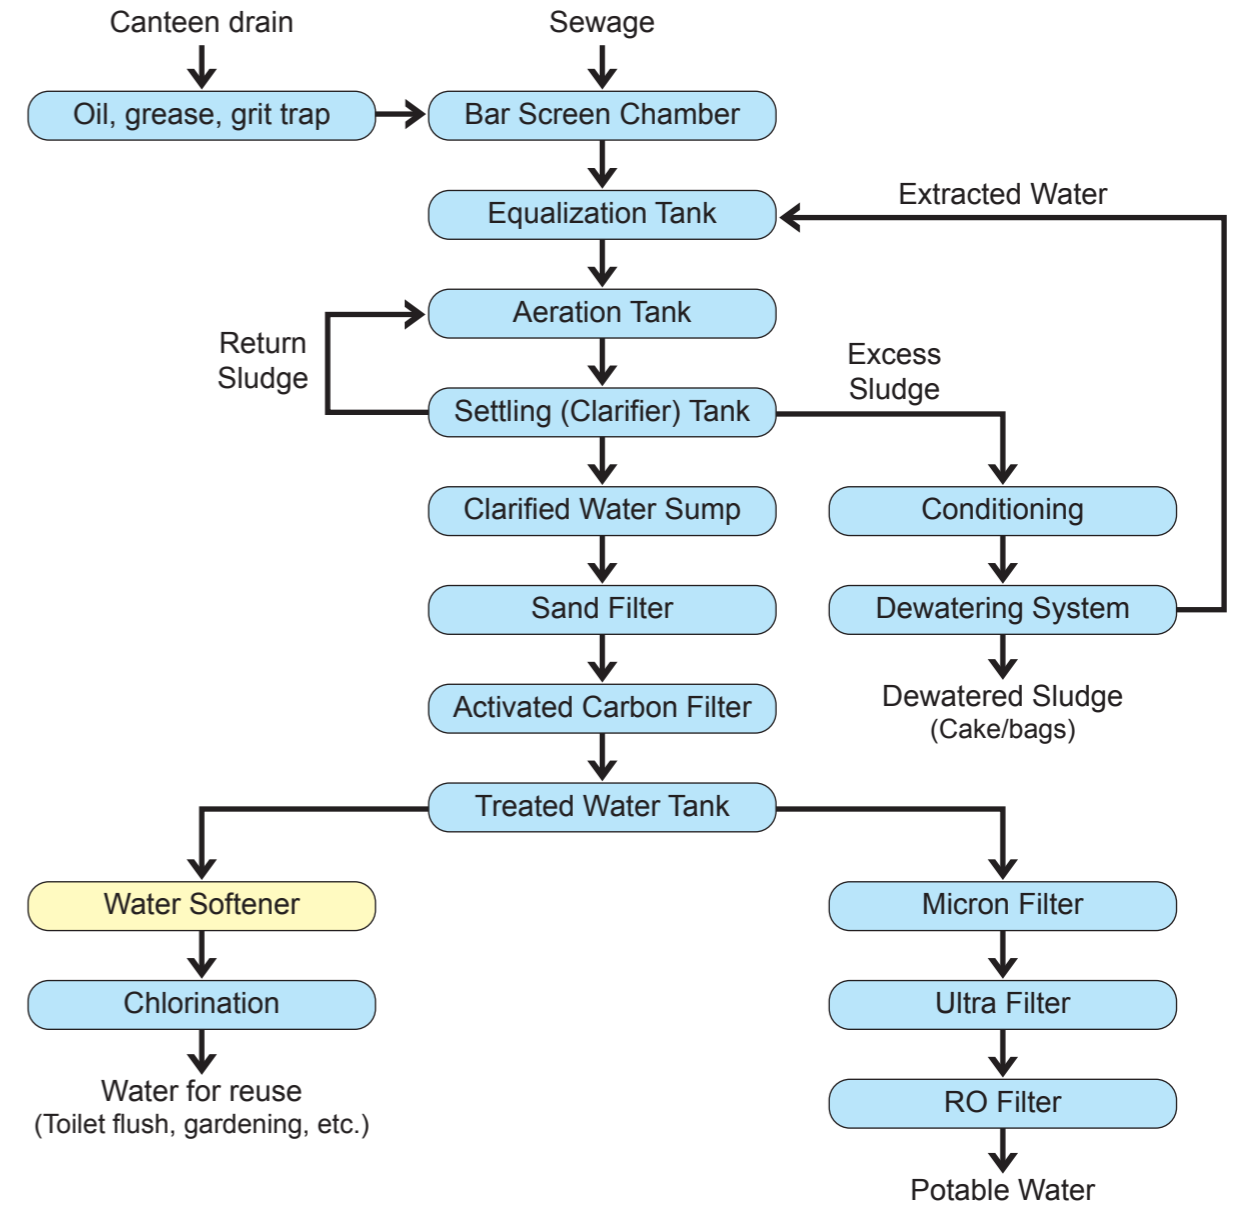 Canteen drain
Sewage
Oil, grease, grit trap
Bar Screen Chamber
Extracted Water
Equalization Tank
Aeration Tank
Return
Sludge
Excess
Sludge
Settling (Clarifier) Tank
Clarified Water Sump
Conditioning
Sand Filter
Dewatering System
Activated Carbon Filter
Dewatered Sludge
(Cake/bags)
Treated Water Tank
Water Softener
Micron Filter
Chlorination
Ultra Filter
Water for reuse
(Toilet flush, gardening, etc.)
RO Filter
Potable Water